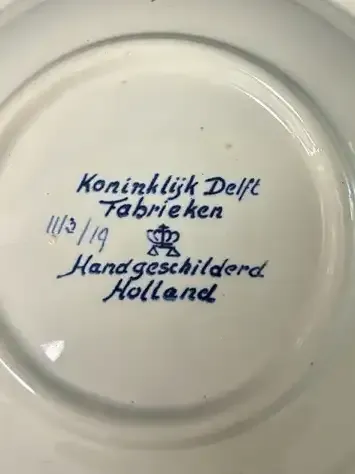 Koninklijk Delft
Fabrieken
1113/19
Handgeschilderd
Holland